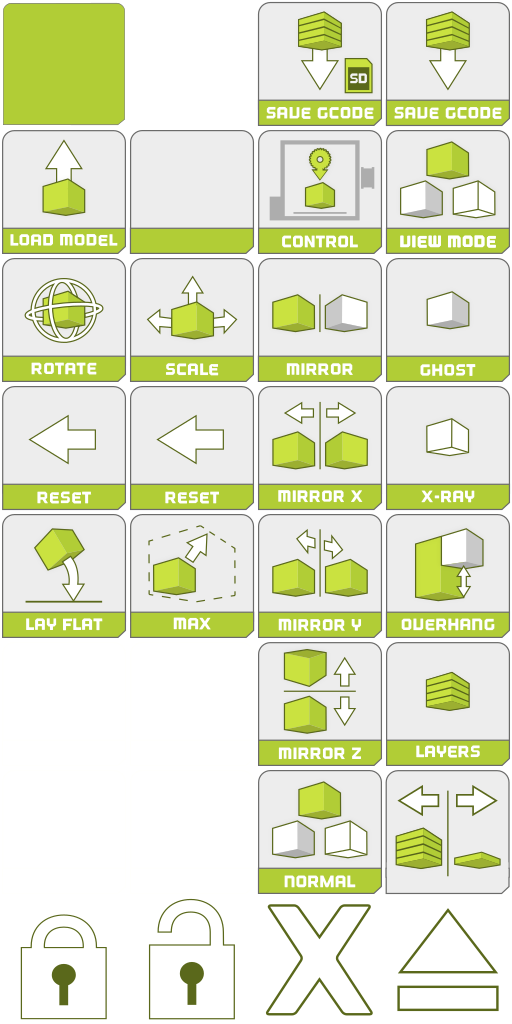 SD
SAVE GCODE
SAVE GCODE
LOAD MODEL
CONTROL
VIEW MODE
ROTATE
SCALE
MIRROR
GHOST
RESET
RESET
MIRROR X
X-RAY
LAY FLAT
MAX
MIRROR Y
OVERHANG
MIRROR Z
LAYERS
NORMAL